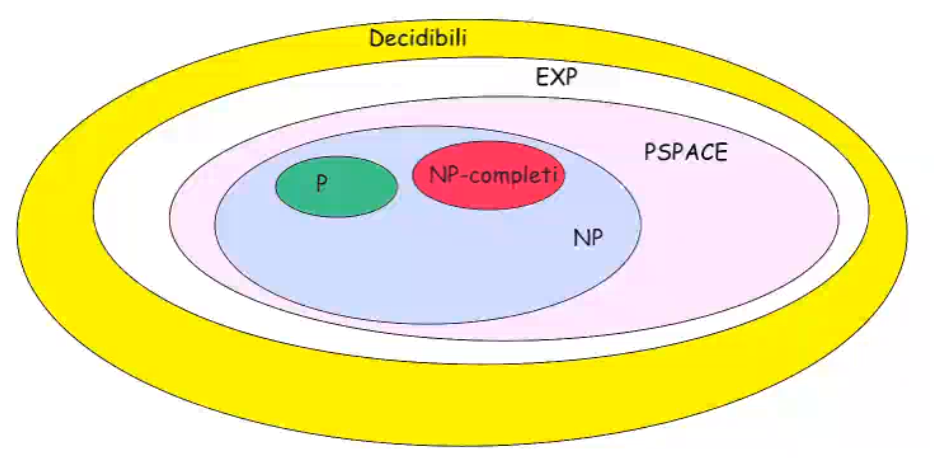 Decidibili
EXP
PSPACE
P
NP-completi
NP